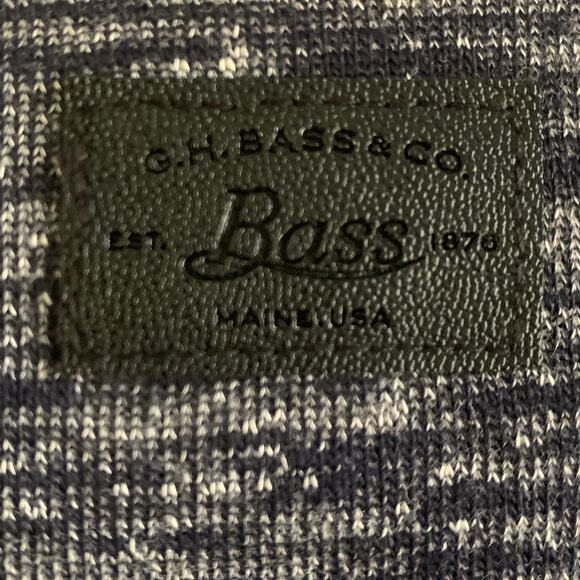 G.H. BASS & CO.
EST. Bass 1876
MAINE, USA